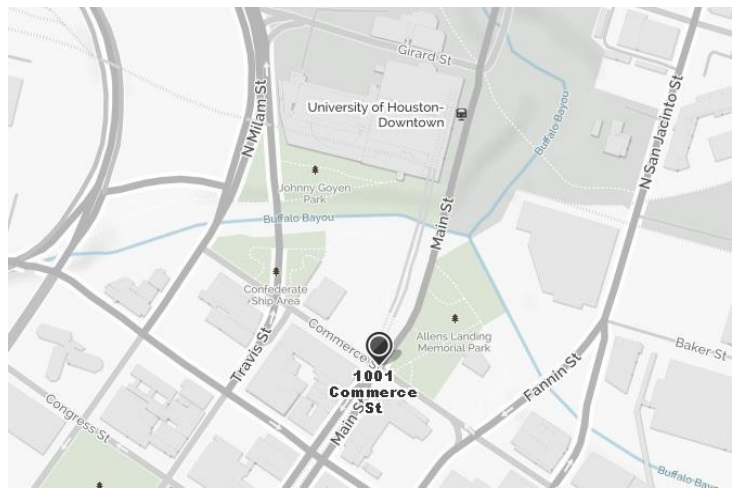 Girard St
N Milam St
University of Houston-
Downtown
N San Jacinto St
Buffalo Bayou
Johnny Goyen
Park
Buffalo Bayou
Main St
Confederate
Ship Area
Commerce St
Travis St
Allens Landing
Memorial Park
Baker St
1001
Commerce
St
Fannin St
Main St
Congress St
Buffalo Bayou